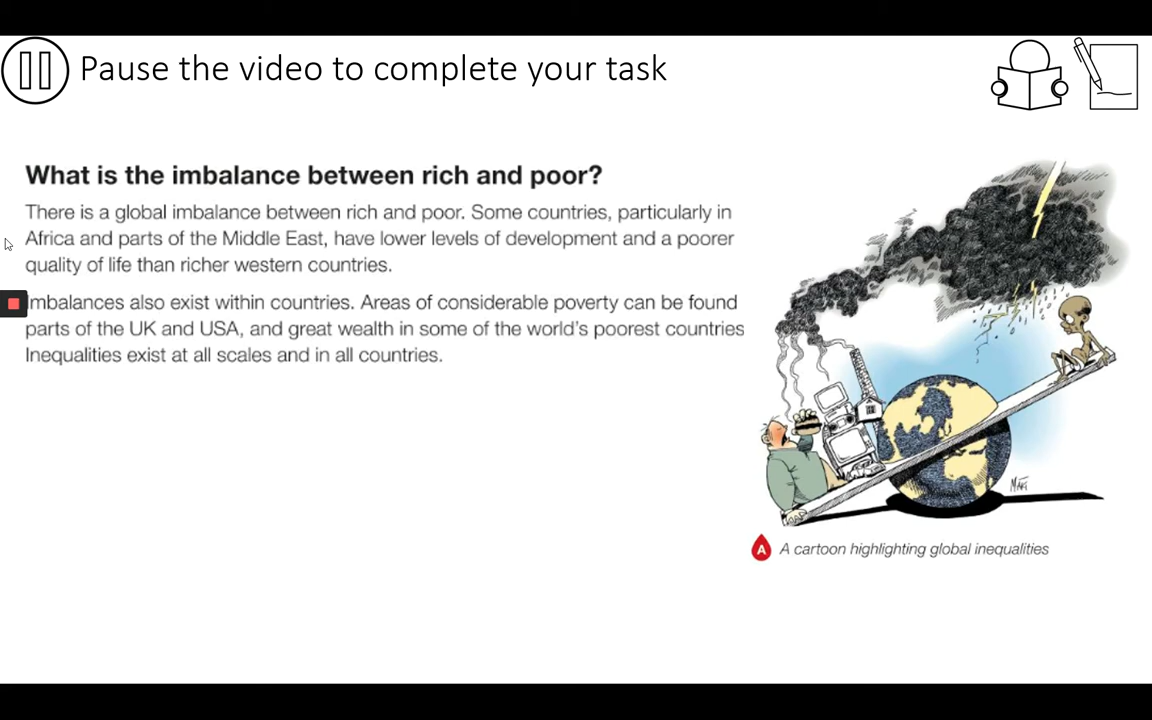 Pause the video to complete your task
What is the imbalance between rich and poor?
There is a global imbalance between rich and poor. Some countries, particularly in
Africa and parts of the Middle East, have lower levels of development and a poorer
quality of life than richer western countries.
Imbalances also exist within countries. Areas of considerable poverty can be found
parts of the UK and USA, and great wealth in some of the world's poorest countries
Inequalities exist at all scales and in all countries.
A A cartoon highlighting global inequalities